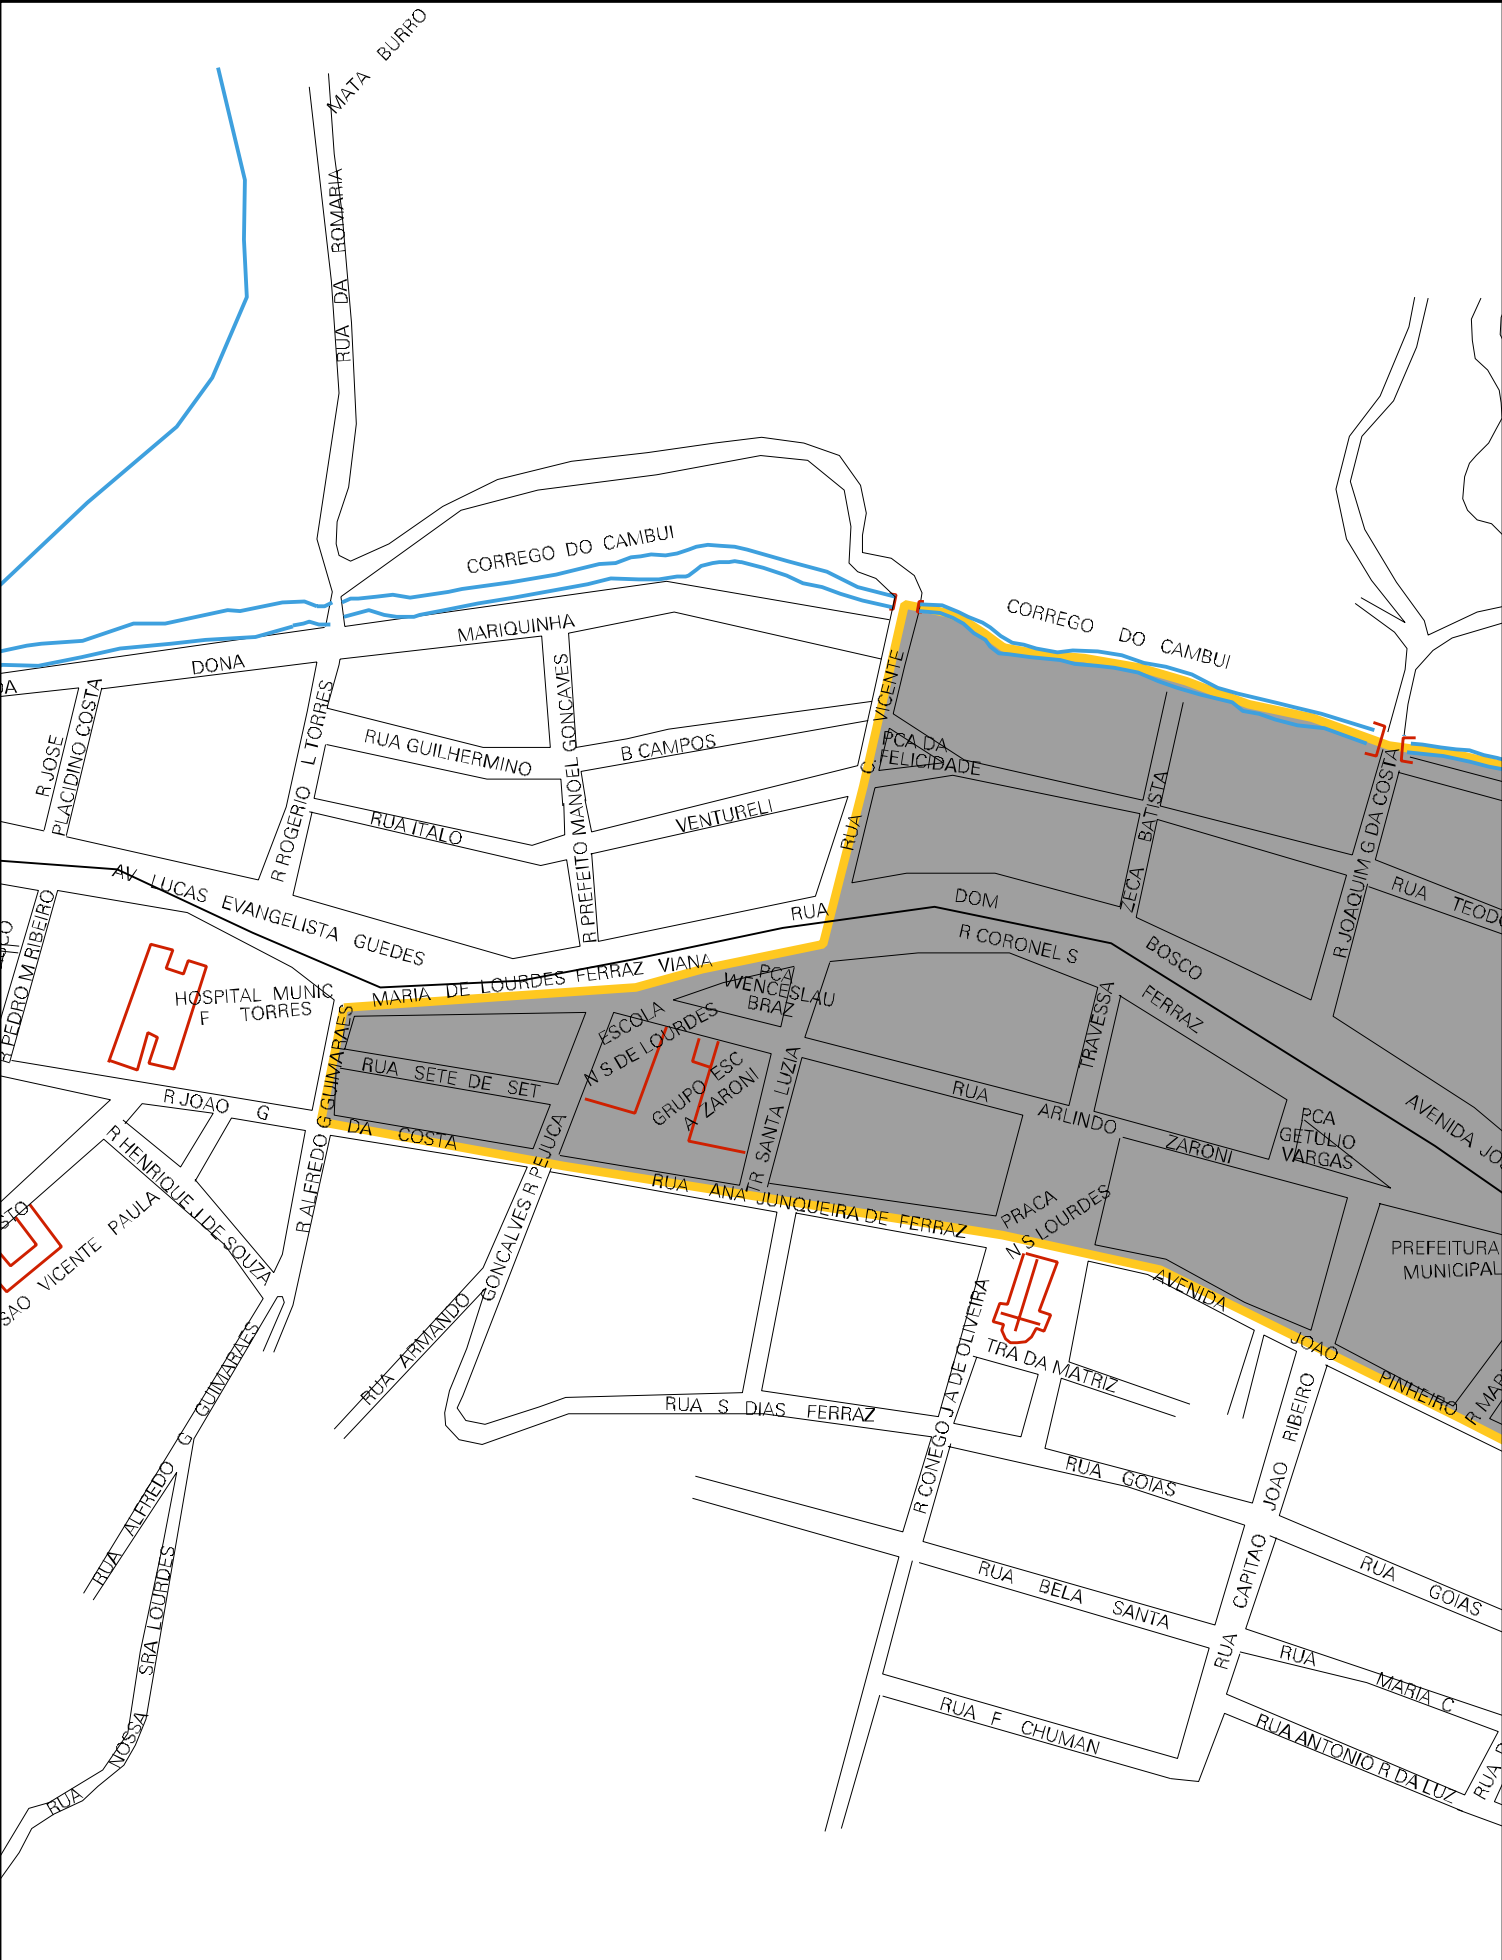 MATA BURRO
RUA DA ROMARIA
CORREGO DO CAMBUI
CORREGO DO CAMBUI
MARIQUINHA
DONA
R JOSE
PLACIDINO COSTA
R ROGERIO L TORRES
RUA GUILHERMINO
B CAMPOS
RUA ITALO
VENTURELI
R PREFEITO MANOEL GONCAVES
RUA C. VICENTE
PCA DA
FELICIDADE
ZECA BATISTA
R JOAQUIM G DA COSTA
RUA TEODO
AV LUCAS EVANGELISTA GUEDES
RUA
DOM
BOSCO
R CORONEL S
FERRAZ
MARIA DE LOURDES FERRAZ VIANA
PCA
WENCESLAU
BRAZ
R PEDRO M RIBEIRO
HOSPITAL MUNIC
F TORRES
ESCOLA
N S DE LOURDES
GRUPO ESC
A ZARONI
RUA SETE DE SET
TR SANTA LUZIA
TRAVESSA
RUA ARLINDO ZARONI
PCA
GETULIO
VARGAS
AVENIDA JO
R JOAO G
DA COSTA
R ALFREDO G GUIMARAES
R HENRIQUE J DE SOUZA
SAO VICENTE PAULA
R PEJUCA
GONCALVES
RUA ARMANDO
RUA ANA JUNQUEIRA DE FERRAZ
PRACA
N S LOURDES
PREFEITURA
MUNICIPAL
AVENIDA JOAO PINHEIRO
R MAR
R CONEGO J A DE OLIVEIRA
TRA DA MATRIZ
RUA S DIAS FERRAZ
RUA ALFREDO G GUIMARAES
RUA NOSSA SRA LOURDES
RUA GOIAS
RUA CAPITAO JOAO RIBEIRO
RUA GOIAS
RUA BELA SANTA
RUA MARIA C
RUA F CHUMAN
RUA ANTONIO R DA LUZ
RUA